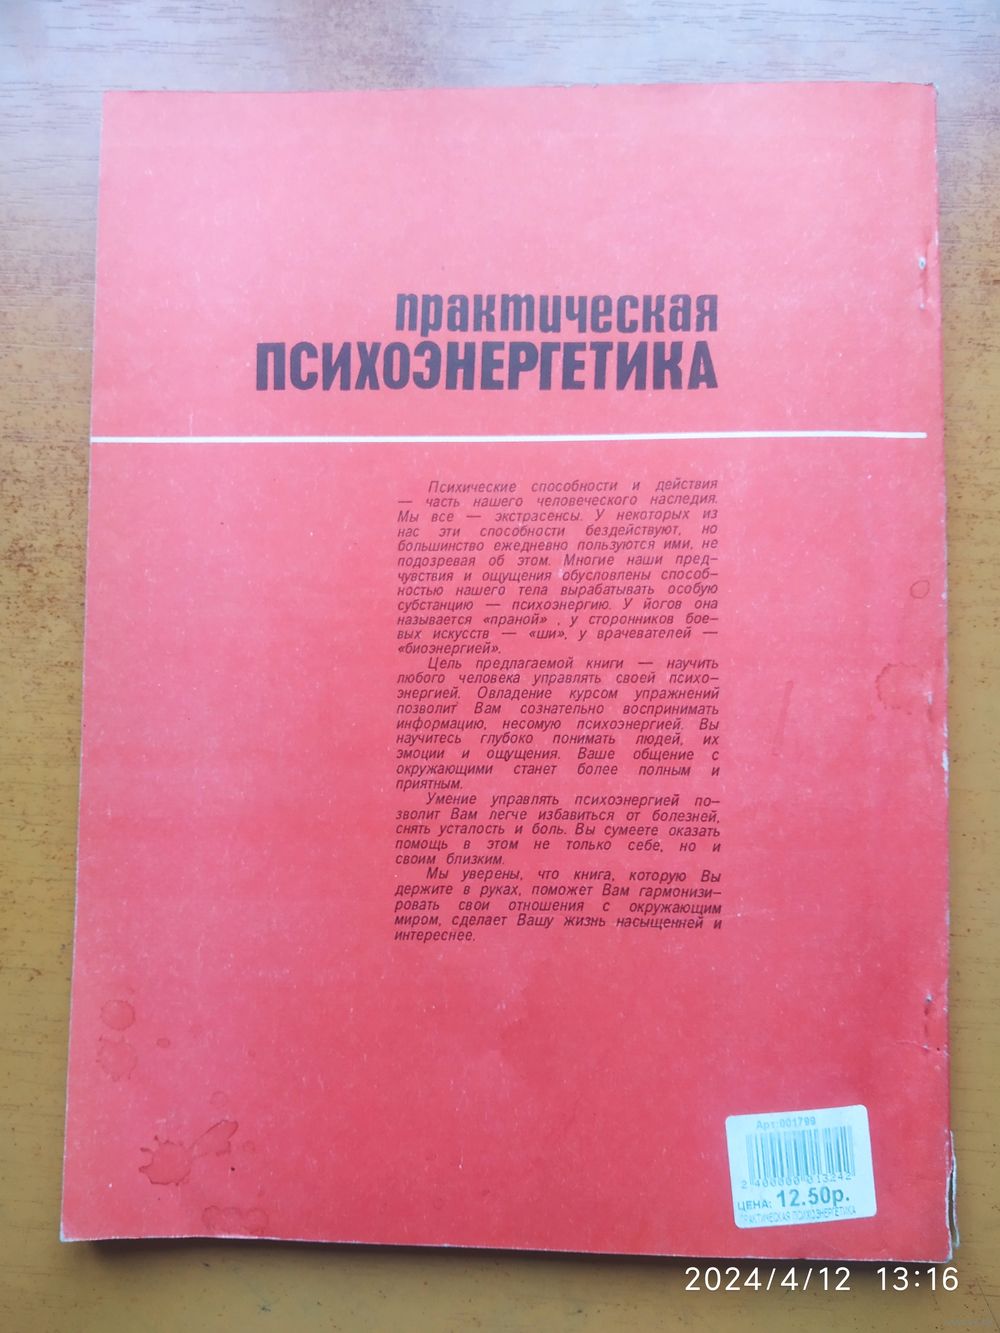 практическая
ПСИХОЭНЕРГЕТИКА
Психические способности и действия
— часть нашего человеческого наследия.
Мы все — экстрасенсы. У некоторых из
нас эти способности бездействуют, но
большинство ежедневно пользуются ими, не
подозревая об этом. Многие наши пред–
чувствия и ощущения обусловлены способ–
ностью нашего тела вырабатывать особую
субстанцию — психоэнергию. У йогов она
называется «праной» , у сторонников бое–
вых искусств — «ши», у врачевателей —
«биоэнергией».
Цель предлагаемой книги — научить
любого человека управлять своей психо–
энергией. Овладение курсом упражнений
позволит Вам сознательно воспринимать
информацию, несомую психоэнергией. Вы
научитесь глубоко понимать людей, их
эмоции и ощущения. Ваше общение с
окружающими станет более полным и
приятным.
Умение управлять психоэнергией по–
зволит Вам легче избавиться от болезней,
снять усталость и боль. Вы сумеете оказать
помощь в этом не только себе, но и
своим близким.
Мы уверены, что книга, которую Вы
держите в руках, поможет Вам гармонизи–
ровать свои отношения с окружающим
миром, сделает Вашу жизнь насыщенней и
интереснее.
Арт:001799
2 400000 013242
ЦЕНА: 12.50р.
ПРАКТИЧЕСКАЯ ПСИХОЭНЕРГЕТИКА
2024/4/12 13:16